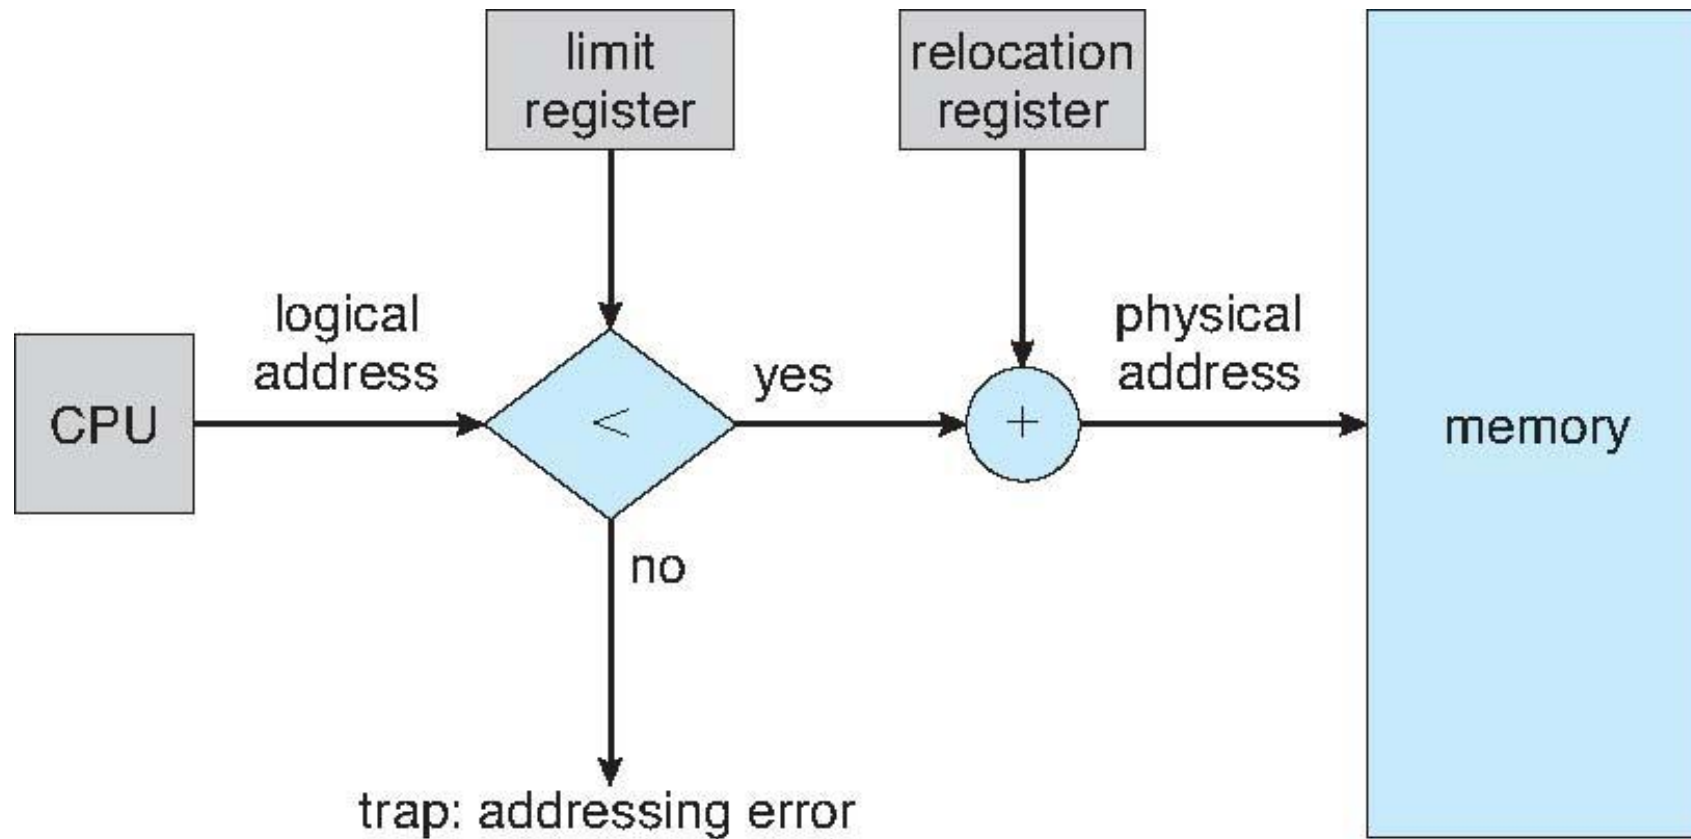 limit
register
relocation
register
logical
address
physical
address
CPU
<
yes
+
memory
no
trap: addressing error